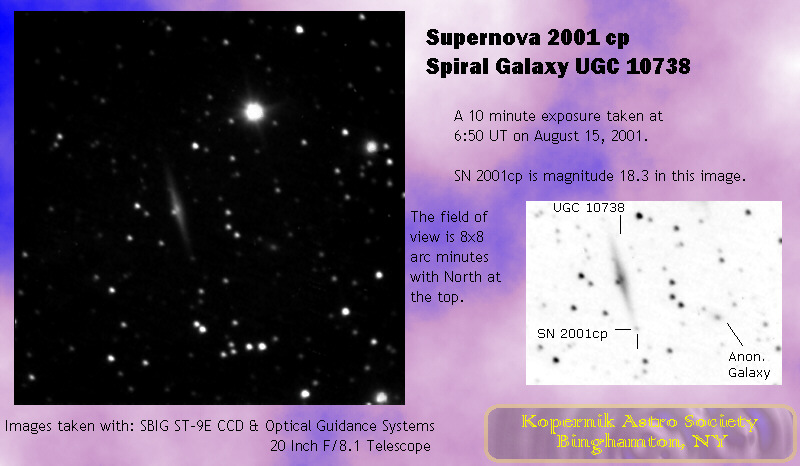 Supernova 2001 cp
Spiral Galaxy UGC 10738
A 10 minute exposure taken at
6:50 UT on August 15, 2001.
SN 2001cp is magnitude 18.3 in this image.
The field of
view is 8x8
arc minutes
with North at
the top.
UGC 10738
SN 2001cp
Anon.
Galaxy
Images taken with: SBIG ST-9E CCD & Optical Guidance Systems
20 Inch F/8.1 Telescope
Kopernik Astro Society
Binghamton, NY